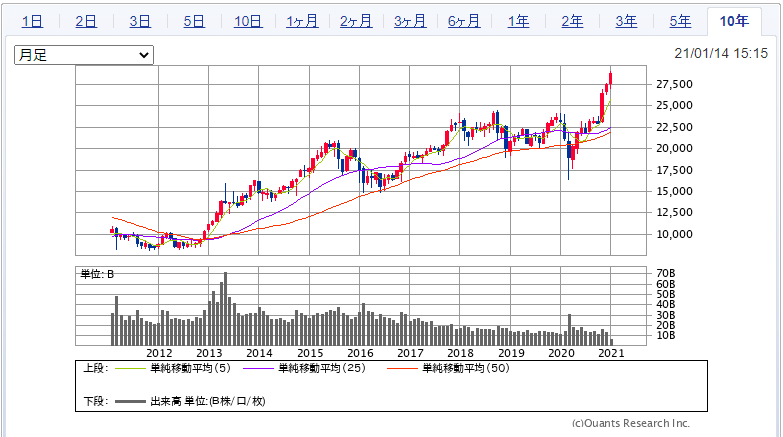 1日 2日 5日 10日 1ヶ月 2ヶ月 3ヶ月 6ヶ月 1年 2年 3年 5年 10年
月足
21/01/14 15:15
27,500
25,000
22,500
20,000
17,500
15,000
12,500
10,000
単位: B
70B
60B
50B
40B
30B
20B
10B
2012 2013 2014 2015 2016 2017 2018 2019 2020 2021
上段: 単純移動平均(5) 単純移動平均(25) 単純移動平均(50)
下段: 出来高 単位:(B株/口/枚)
(c)Quants Research Inc.